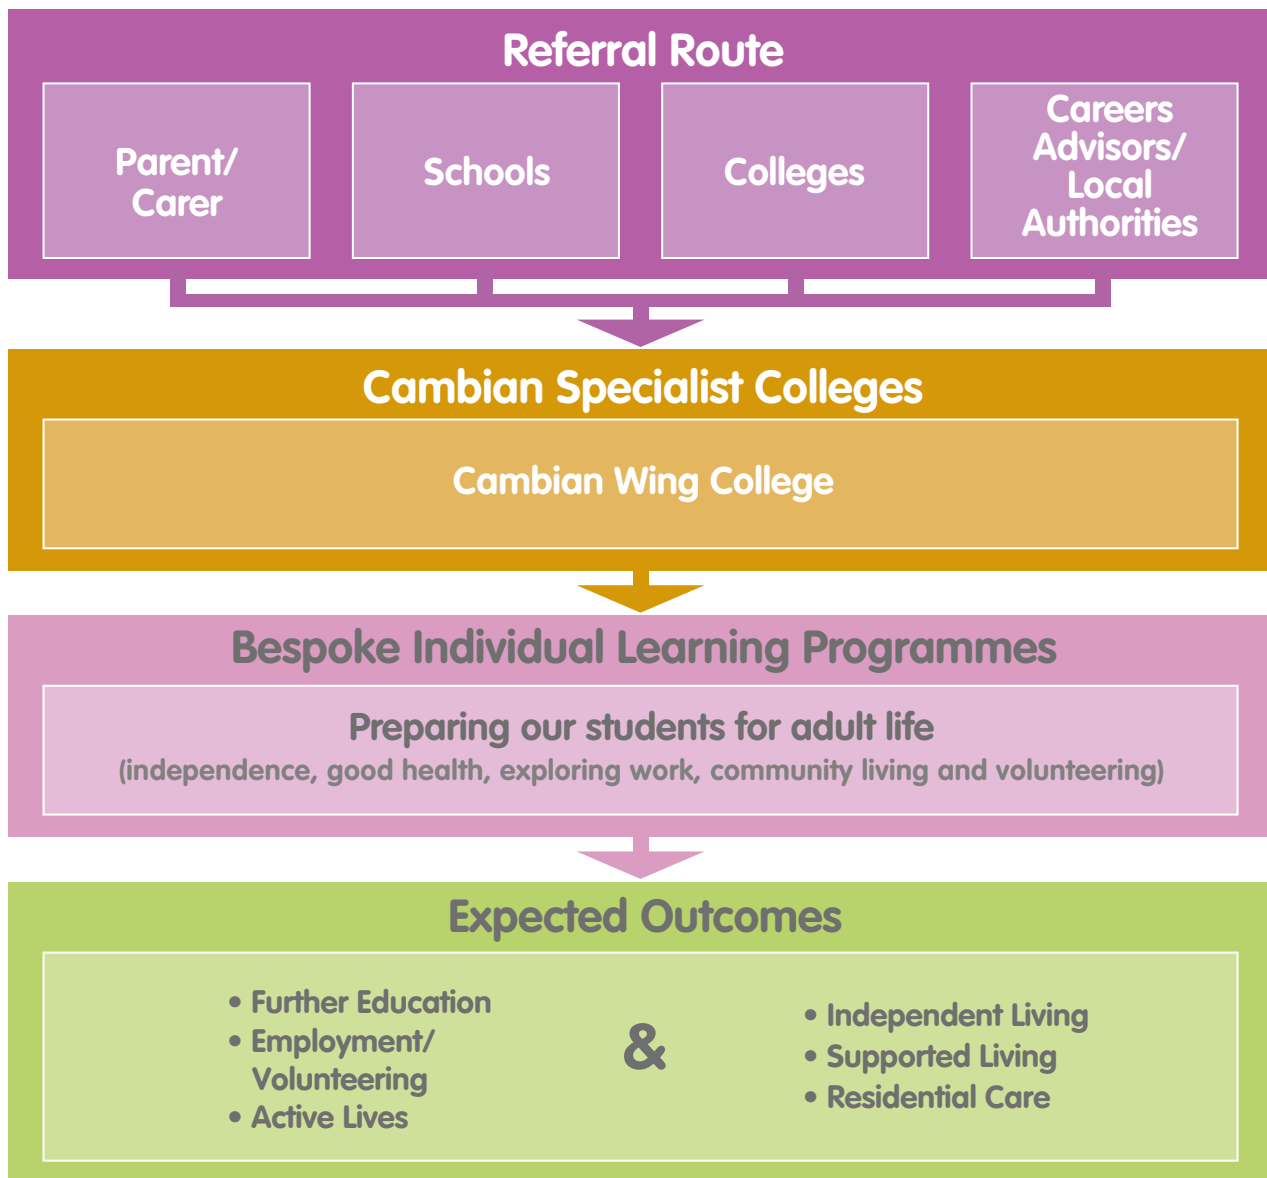 Referral Route
Parent/
Carer
Schools
Colleges
Careers
Advisors/
Local
Authorities
Cambian Specialist Colleges
Cambian Wing College
Bespoke Individual Learning Programmes
Preparing our students for adult life
(independence, good health, exploring work, community living and volunteering)
Expected Outcomes
• Further Education
• Employment/
Volunteering
• Active Lives
&
• Independent Living
• Supported Living
• Residential Care